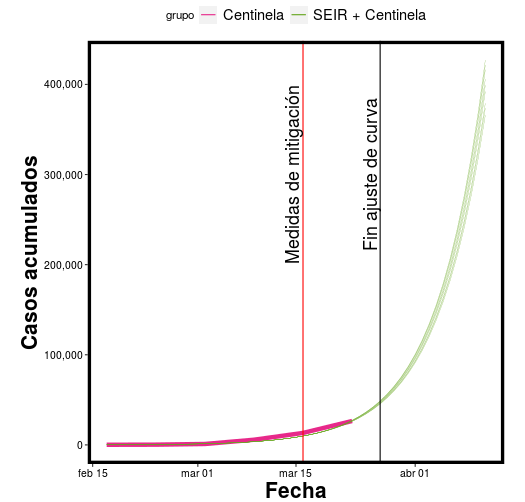 grupo Centinela SEIR + Centinela
Casos acumulados
400,000
300,000
200,000
100,000
0
Medidas de mitigación
Fin ajuste de curva
feb 15 mar 01 mar 15 abr 01
Fecha